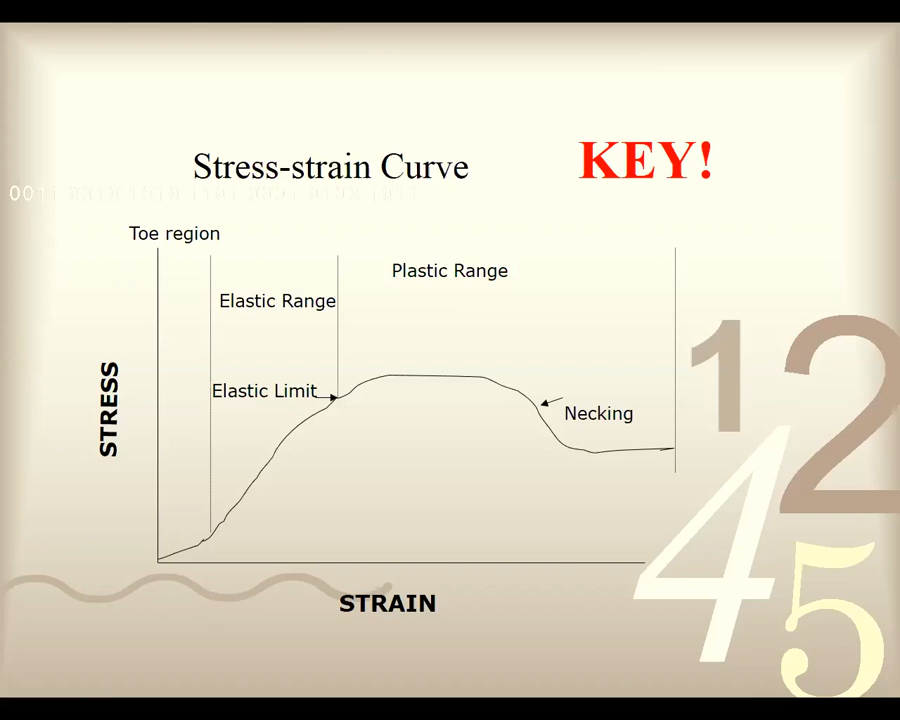 Stress-strain Curve
KEY!
Toe region
Plastic Range
Elastic Range
Elastic Limit
Necking
STRESS
STRAIN
1
2
4
5